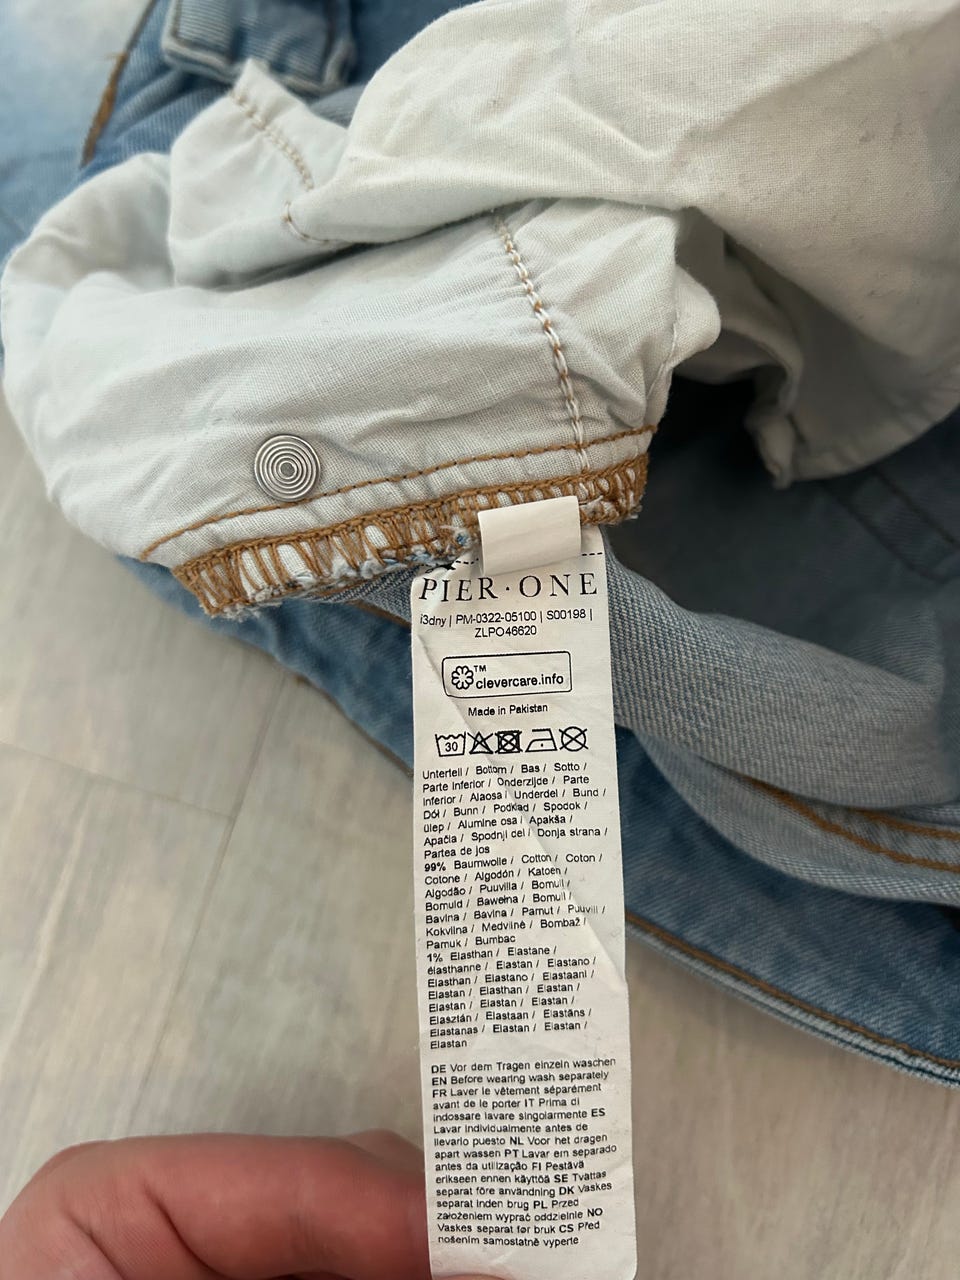 PIER·ONE
i3dny | PM-0322-05100 | S00198 |
ZLPO46620
TM
clevercare.info
Made in Pakistan
30
Unterteil / Bottom / Bas / Sotto /
Parte Inferior / Onderzijde / Parte
Inferior / Alaosa / Underdel / Bund /
Dół / Bunn / Podklad / Spodok /
ülep / Alumine osa / Apakša /
Apačia / Spodnji del / Donja strana /
Partea de jos
99% Baumwolle / Cotton / Coton /
Cotone / Algodón / Katoen /
Algodão / Puuvilla / Bomull /
Bomuld / Bawełna / Bomull /
Bavlna / Bavlna / Pamut / Puuvill /
Kokvilna / Medvilnė / Bombaž /
Pamuk / Bumbac
1% Elasthan / Elastane /
élasthanne / Elastan / Elastano /
Elasthan / Elastano / Elastaani /
Elastan / Elasthan / Elastan /
Elastan / Elastan / Elastan /
Elasztán / Elastaan / Elastāns /
Elastanas / Elastan / Elastan /
Elastan
DE Vor dem Tragen einzeln waschen
EN Before wearing wash separately
FR Laver le vêtement séparément
avant de le porter IT Prima di
indossare lavare singolarmente ES
Lavar individualmente antes de
llevarlo puesto NL Voor het dragen
apart wassen PT Lavar em separado
antes da utilização FI Pestävä
erikseen ennen käyttöä SE Tvättas
separat före användning DK Vaskes
separat inden brug PL Przed
założeniem wyprać oddzielnie NO
Vaskes separat før bruk CS Před
nošením samostatně vyperte